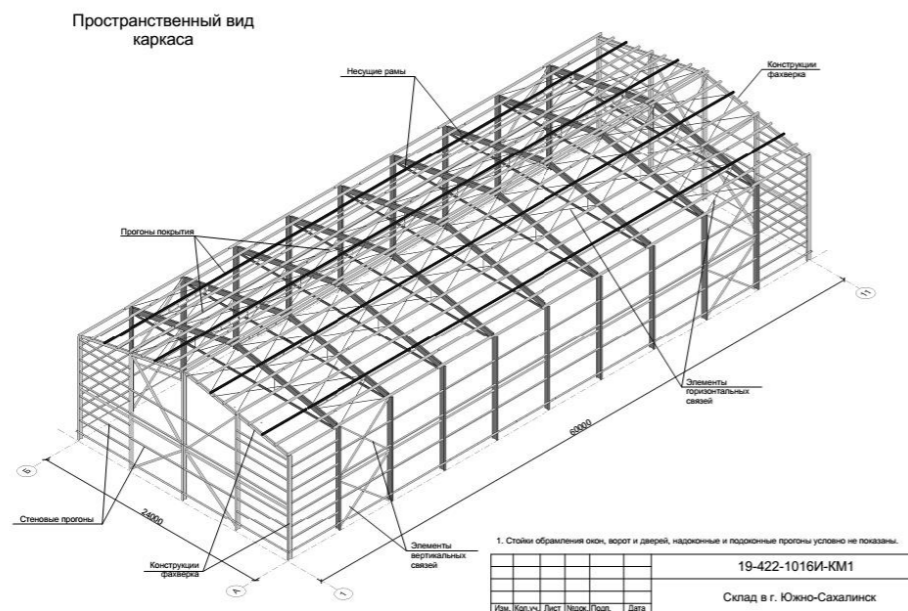 Пространственный вид
каркаса
Несущие рамы
Конструкции
фахверка
Прогоны покрытия
11
Элементы
горизонтальных
связей
60000
Б
24000
Стеновые прогоны
Конструкции
фахверка
Элементы
вертикальных
связей
А
1
1. Стойки обрамления окон, ворот и дверей, надоконные и подоконные прогоны условно не показаны.
19-422-1016И-КМ1
Склад в г. Южно-Сахалинск
Изм. Кол.уч. Лист №док. Подп. Дата